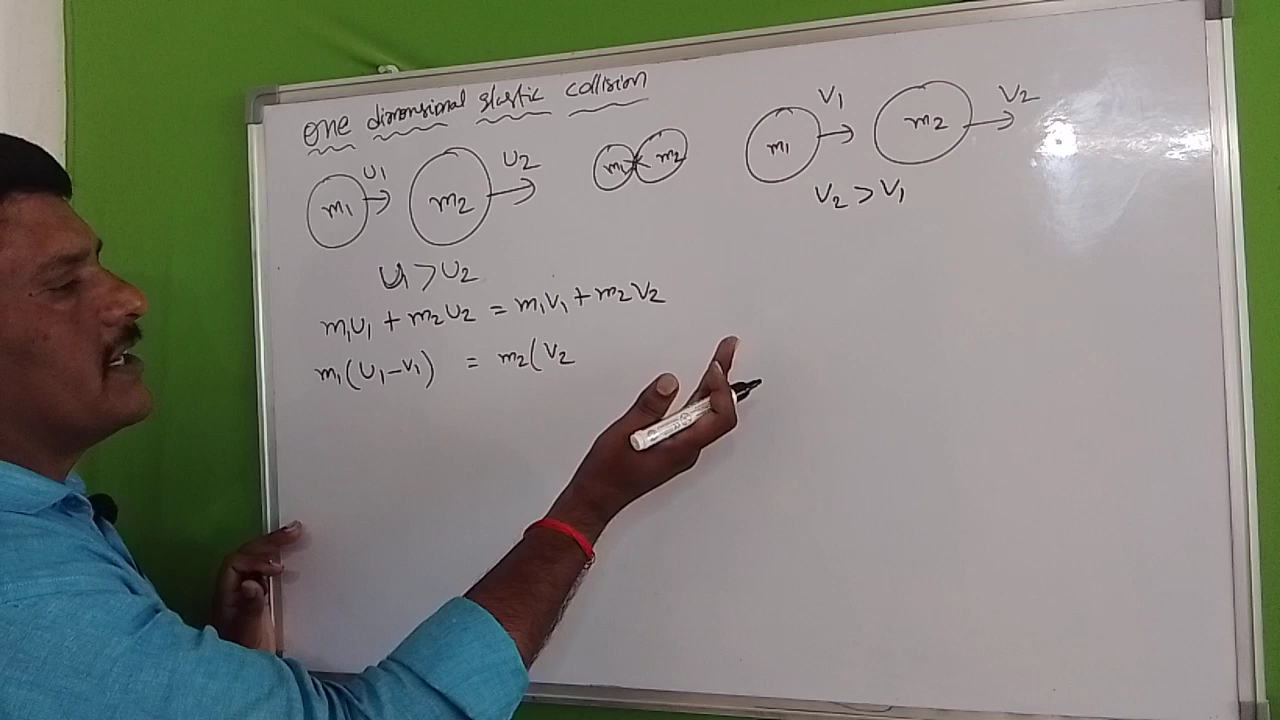 One dimensional elastic collision
U1 U2
m1 m2
m1 m2
V1 V2
m1 m2
V2 > V1
U1 > U2
m1U1 + m2U2 = m1V1 + m2V2
m1(U1-V1) = m2(V2